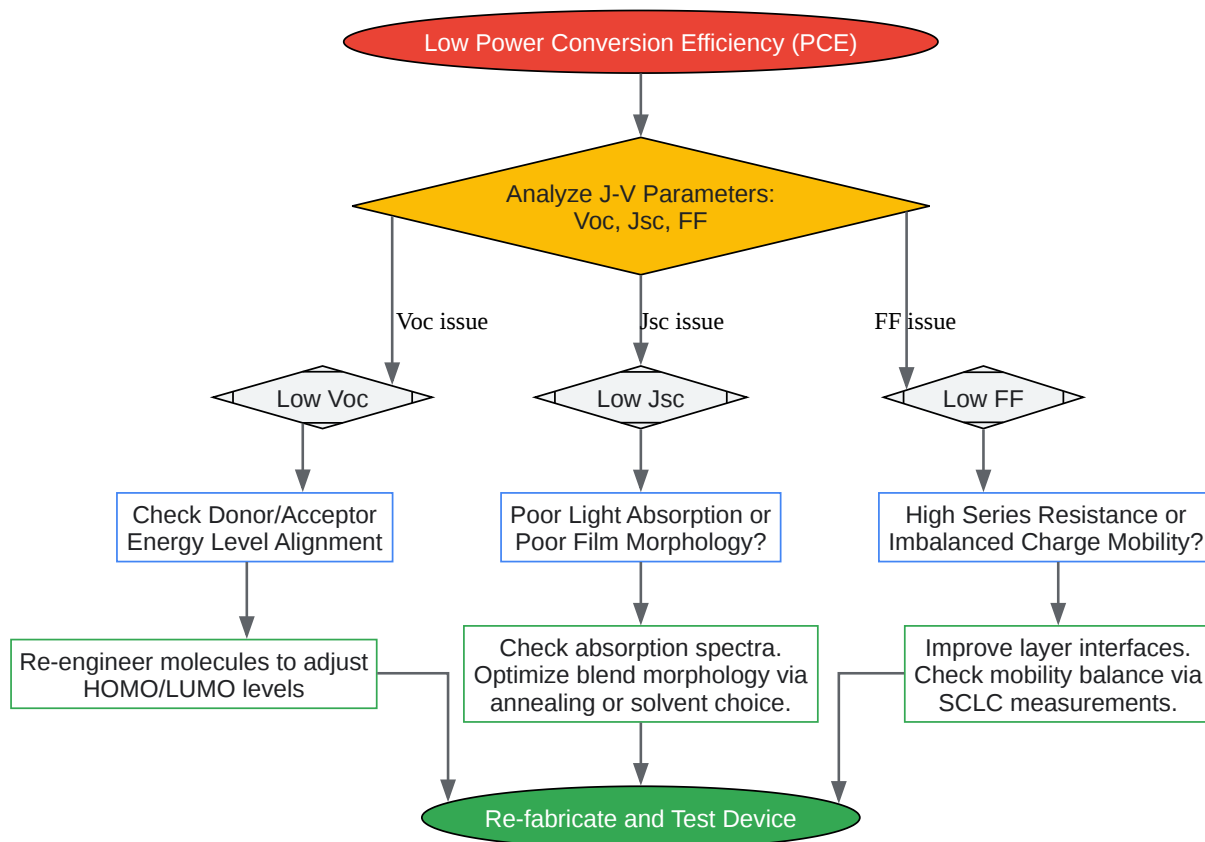 Low Power Conversion Efficiency (PCE)
Analyze J-V Parameters:
Voc, Jsc, FF
Voc issue
Jsc issue
FF issue
Low Voc
Low Jsc
Low FF
Check Donor/Acceptor
Energy Level Alignment
Poor Light Absorption or
Poor Film Morphology?
High Series Resistance or
Imbalanced Charge Mobility?
Re-engineer molecules to adjust
HOMO/LUMO levels
Check absorption spectra.
Optimize blend morphology via
annealing or solvent choice.
Improve layer interfaces.
Check mobility balance via
SCLC measurements.
Re-fabricate and Test Device